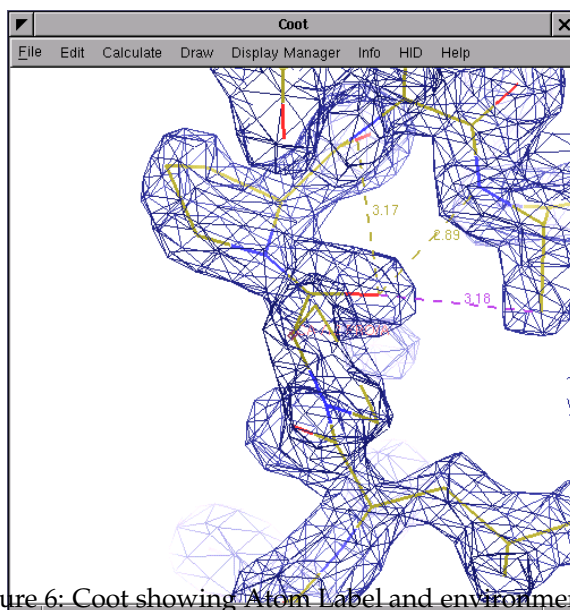 Coot
File Edit Calculate Draw Display Manager Info HID Help
3.17
2.89
3.18
ure 6: Coot showing Atom Label and environme